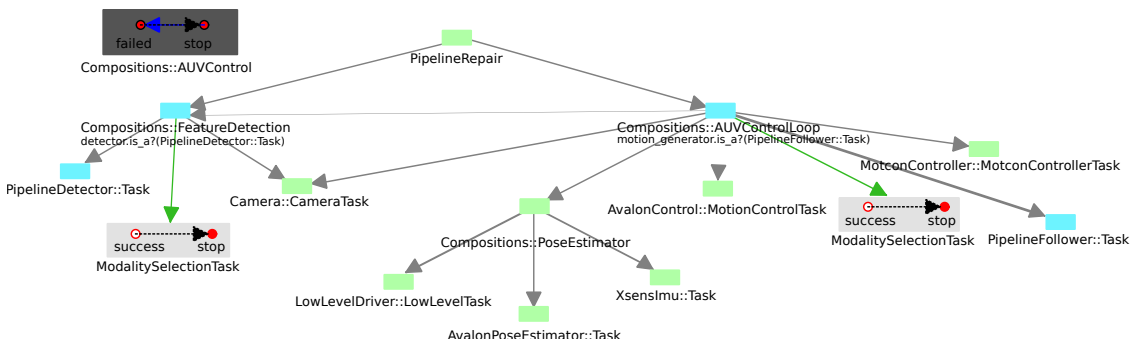 failed stop
Compositions::AUVControl
PipelineRepair
Compositions::FeatureDetection
detector.is_a?(PipelineDetector::Task)
Compositions::AUVControlLoop
motion_generator.is_a?(PipelineFollower::Task)
MotconController::MotconControllerTask
PipelineDetector::Task
Camera::CameraTask
AvalonControl::MotionControlTask
success stop
ModalitySelectionTask
success stop
ModalitySelectionTask
PipelineFollower::Task
Compositions::PoseEstimator
LowLevelDriver::LowLevelTask
XsensImu::Task
AvalonPoseEstimator::Task